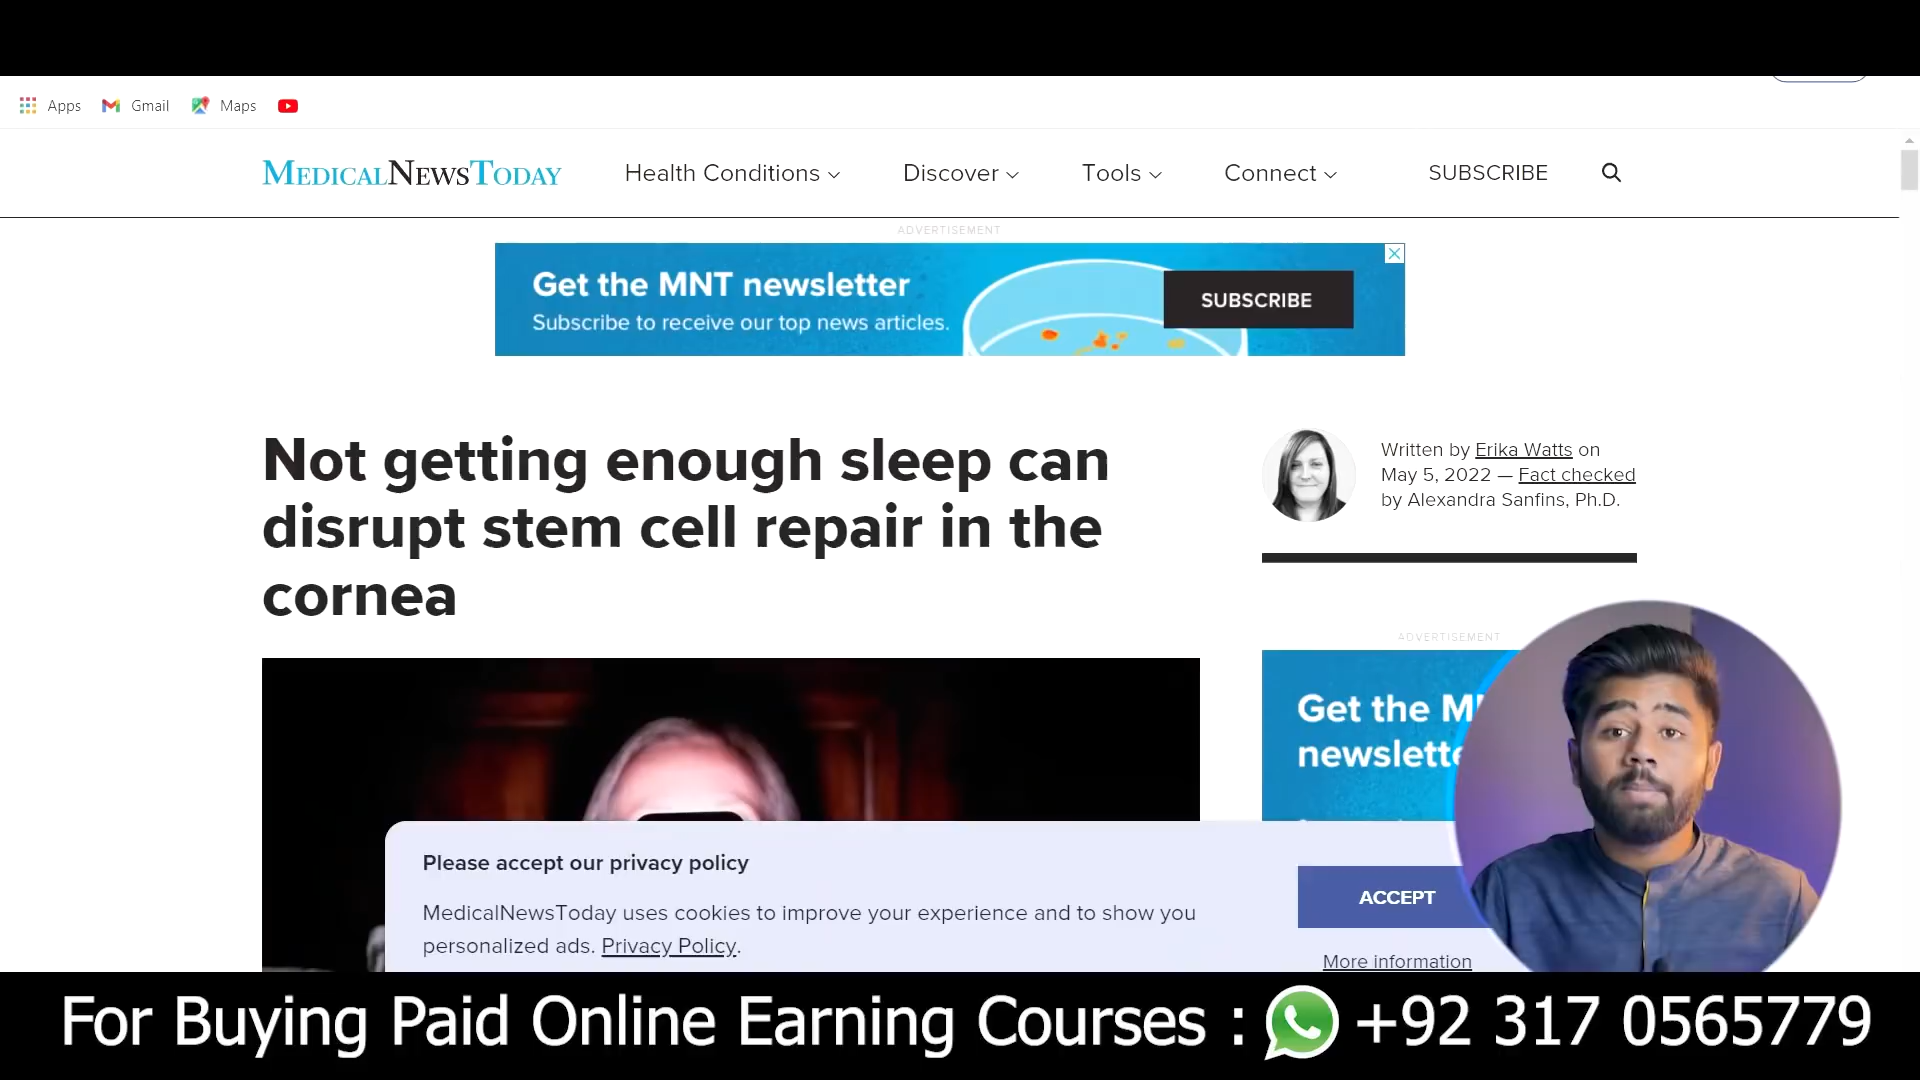 Apps Gmail Maps
MEDICALNEWSTODAY Health Conditions Discover Tools Connect SUBSCRIBE
ADVERTISEMENT
Get the MNT newsletter
Subscribe to receive our top news articles.
SUBSCRIBE
Not getting enough sleep can
disrupt stem cell repair in the
cornea
Written by Erika Watts on
May 5, 2022 — Fact checked
by Alexandra Sanfins, Ph.D.
ADVERTISEMENT
Get the
Please accept our privacy policy
MedicalNewsToday uses cookies to improve your experience and to show you
personalized ads. Privacy Policy.
ACCEPT
More information
For Buying Paid Online Earning Courses : +92 317 0565779